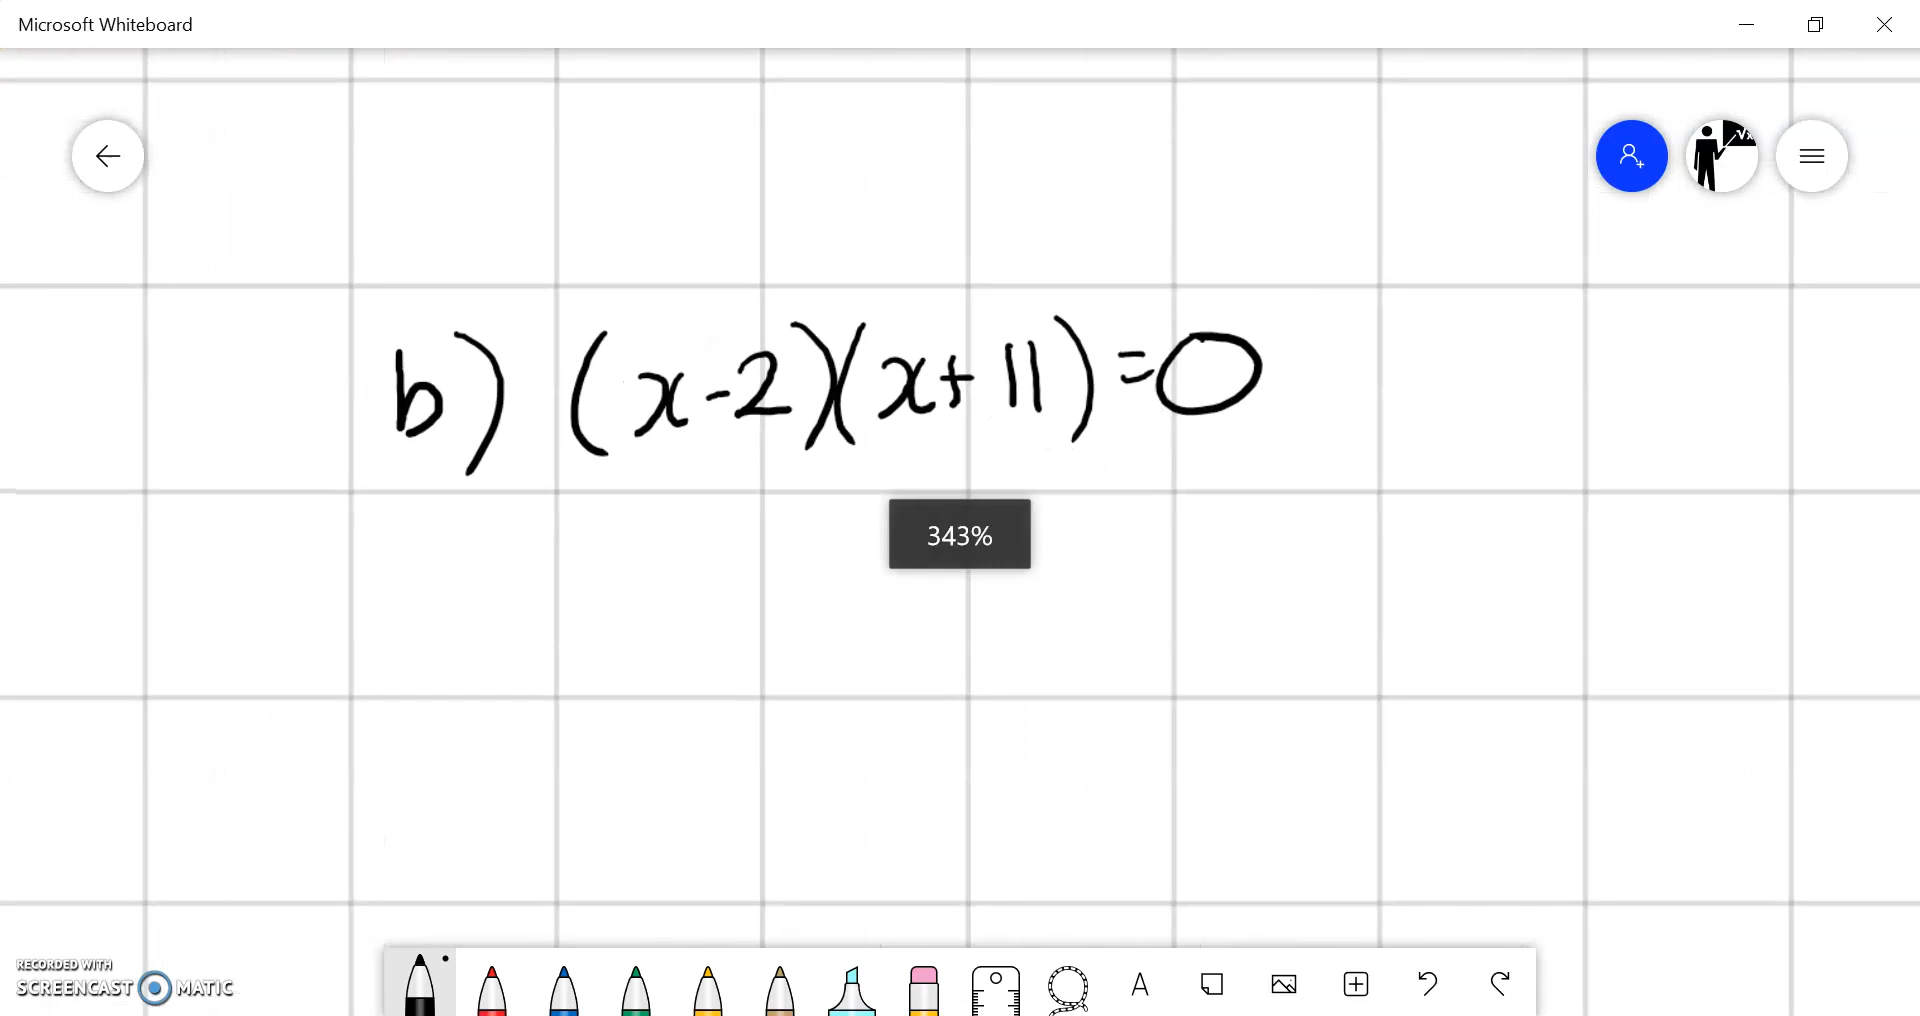 Microsoft Whiteboard
√x
b) (x-2)(x+11)=0
343%
RECORDED WITH
SCREENCAST MATIC
A